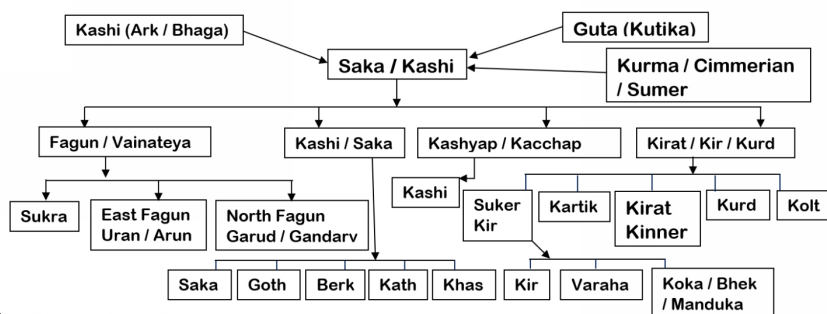 Kashi (Ark / Bhaga)
Guta (Kutika)
Saka / Kashi
Kurma / Cimmerian
/ Sumer
Fagun / Vainateya
Kashi / Saka
Kashyap / Kacchap
Kirat / Kir / Kurd
Sukra
East Fagun
Uran / Arun
North Fagun
Garud / Gandarv
Kashi
Suker
Kir
Kartik
Kirat
Kinner
Kurd
Kolt
Saka
Goth
Berk
Kath
Khas
Kir
Varaha
Koka / Bhek
/ Manduka